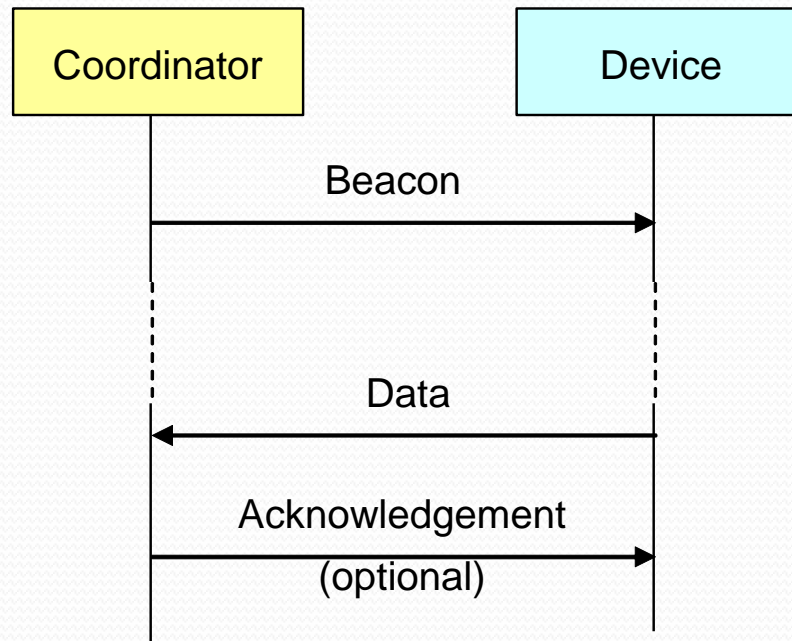 Coordinator
Device
Beacon
Data
Acknowledgement
(optional)